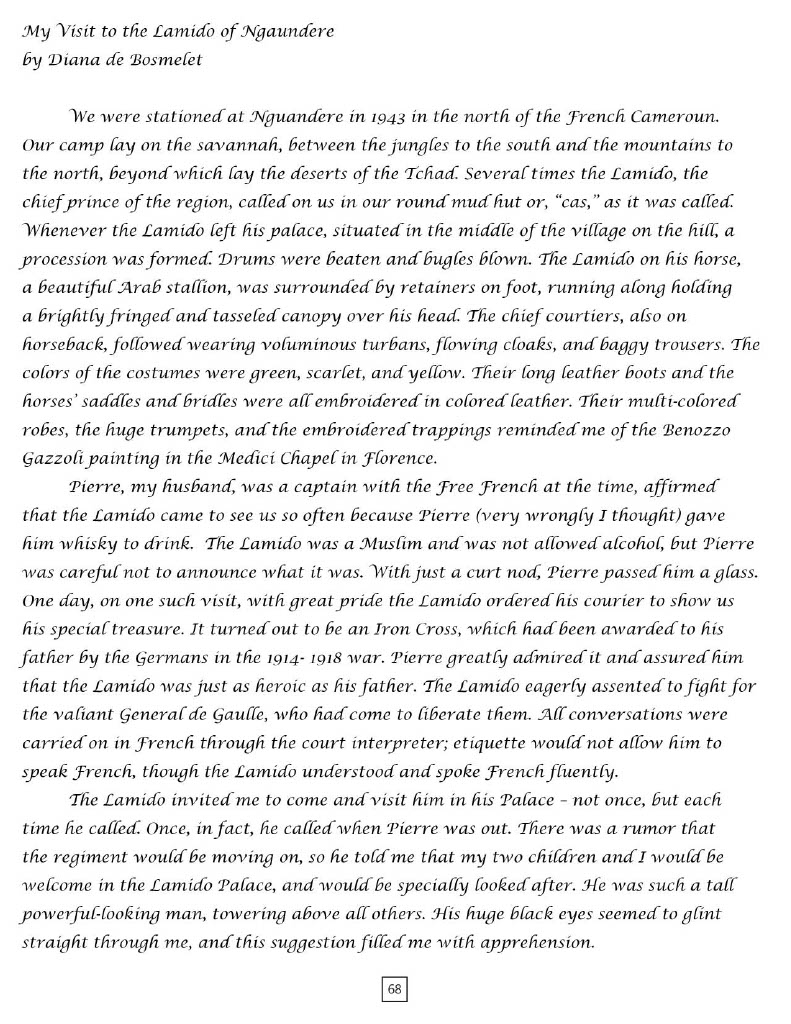 My Visit to the Lamido of Ngaundere
by Diana de Bosmelet
We were stationed at Nguandere in 1943 in the north of the French Cameroun.
Our camp lay on the savannah, between the jungles to the south and the mountains to
the north, beyond which lay the deserts of the Tchad. Several times the Lamido, the
chief prince of the region, called on us in our round mud hut or, “cas,” as it was called.
Whenever the Lamido left his palace, situated in the middle of the village on the hill, a
procession was formed. Drums were beaten and bugles blown. The Lamido on his horse,
a beautiful Arab stallion, was surrounded by retainers on foot, running along holding
a brightly fringed and tasseled canopy over his head. The chief courtiers, also on
horseback, followed wearing voluminous turbans, flowing cloaks, and baggy trousers. The
colors of the costumes were green, scarlet, and yellow. Their long leather boots and the
horses’ saddles and bridles were all embroidered in colored leather. Their multi-colored
robes, the huge trumpets, and the embroidered trappings reminded me of the Benozzo
Gazzoli painting in the Medici Chapel in Florence.
Pierre, my husband, was a captain with the Free French at the time, affirmed
that the Lamido came to see us so often because Pierre (very wrongly I thought) gave
him whisky to drink.  The Lamido was a Muslim and was not allowed alcohol, but Pierre
was careful not to announce what it was. With just a curt nod, Pierre passed him a glass.
One day, on one such visit, with great pride the Lamido ordered his courier to show us
his special treasure. It turned out to be an Iron Cross, which had been awarded to his
father by the Germans in the 1914- 1918 war. Pierre greatly admired it and assured him
that the Lamido was just as heroic as his father. The Lamido eagerly assented to fight for
the valiant General de Gaulle, who had come to liberate them. All conversations were
carried on in French through the court interpreter; etiquette would not allow him to
speak French, though the Lamido understood and spoke French fluently.
The Lamido invited me to come and visit him in his Palace – not once, but each
time he called. Once, in fact, he called when Pierre was out. There was a rumor that
the regiment would be moving on, so he told me that my two children and I would be
welcome in the Lamido Palace, and would be specially looked after. He was such a tall
powerful-looking man, towering above all others. His huge black eyes seemed to glint
straight through me, and this suggestion filled me with apprehension.
68